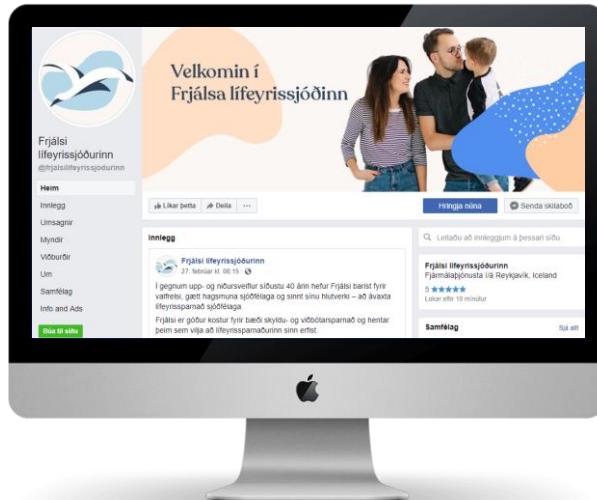 Velkomin í
Frjálsa lífeyrissjóðinn
Frjálsi
lífeyrissjóðurinn
@frjalsilifeyrissjodurinn
Heim
Innlegg
Umsagnir
Myndir
Viðburðir
Um
Samfélag
Info and Ads
Búa til síðu
Líkar þetta
Deila
Hringja núna
Senda skilaboð
Innlegg
Frjálsi lífeyrissjóðurinn
27. febrúar kl. 08:15
Í gegnum upp- og niðursveiflur síðustu 40 árin hefur Frjálsi barist fyrir
valfrelsi, gætt hagsmuna sjóðfélaga og sinnt sínu hlutverki – að ávaxta
lífeyrissparnað sjóðfélaga.
Frjálsi er góður kostur fyrir bæði skyldu- og viðbótarsparnað og hentar
þeim sem vilja að lífeyrissparnaðurinn sinn erfist.
Leitaðu að innleggjum á þessari síðu
Frjálsi lífeyrissjóðurinn
Fjármálaþjónusta í/á Reykjavík, Iceland
5 ★★★★★
Lokar eftir 10 mínútur
Samfélag
Sjá allt